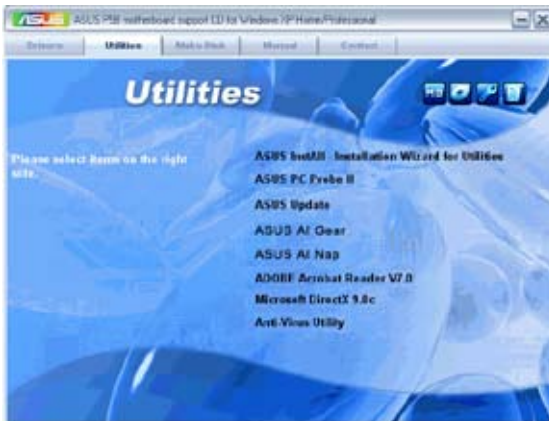 ASUS P5B motherboard support CD for Windows XP Home/Professional
Drivers Utilities Make Disk Manual Contact
Utilities
Please select items on the right
side.
ASUS InstAll - Installation Wizard for Utilities
ASUS PC Probe II
ASUS Update
ASUS AI Gear
ASUS AI Nap
ADOBE Acrobat Reader V7.0
Microsoft DirectX 9.0c
Anti-Virus Utility